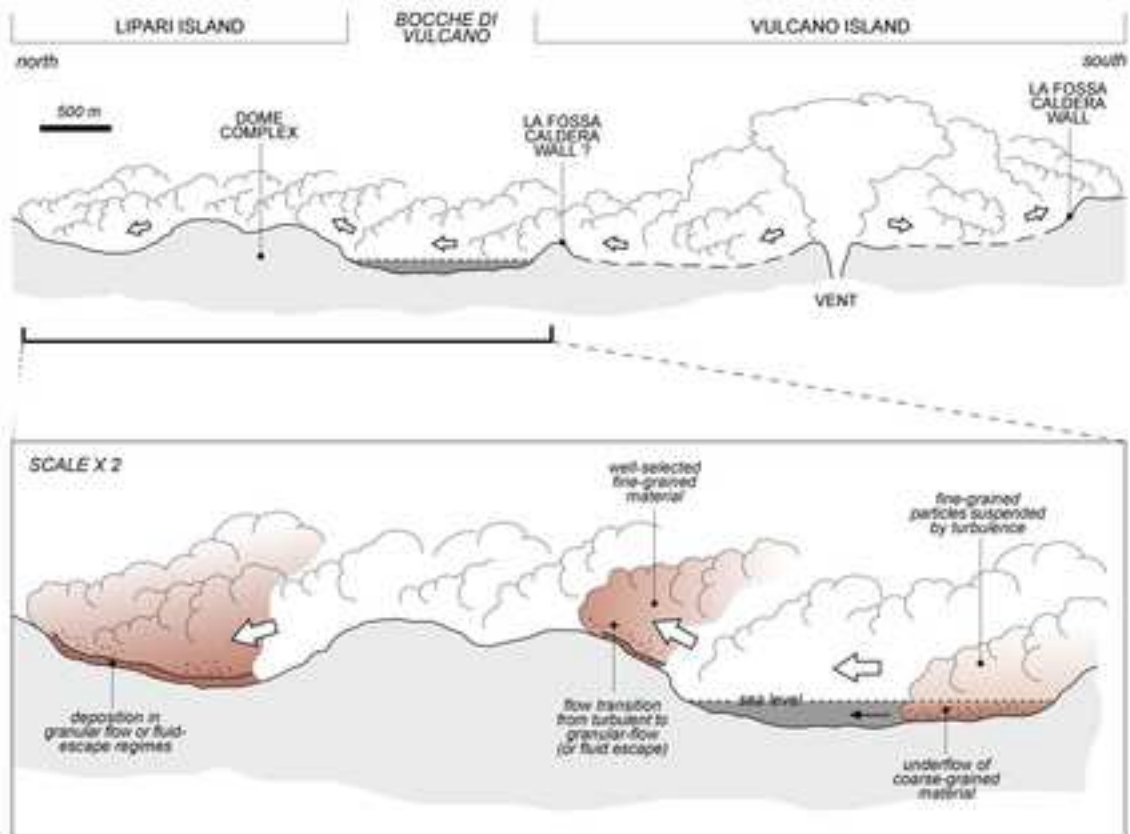 LIPARI ISLAND
BOCCHE DI
VULCANO
VULCANO ISLAND
north
south
500 m
DOME
COMPLEX
LA FOSSA
CALDERA
WALL ?
LA FOSSA
CALDERA
WALL
VENT
SCALE X 2
well-selected
fine-grained
material
fine-grained
particles suspended
by turbulence
sea level
deposition in
granular flow or fluid-
escape regimes
flow transition
from turbulent to
granular-flow
(or fluid escape)
underflow of
coarse-grained
material